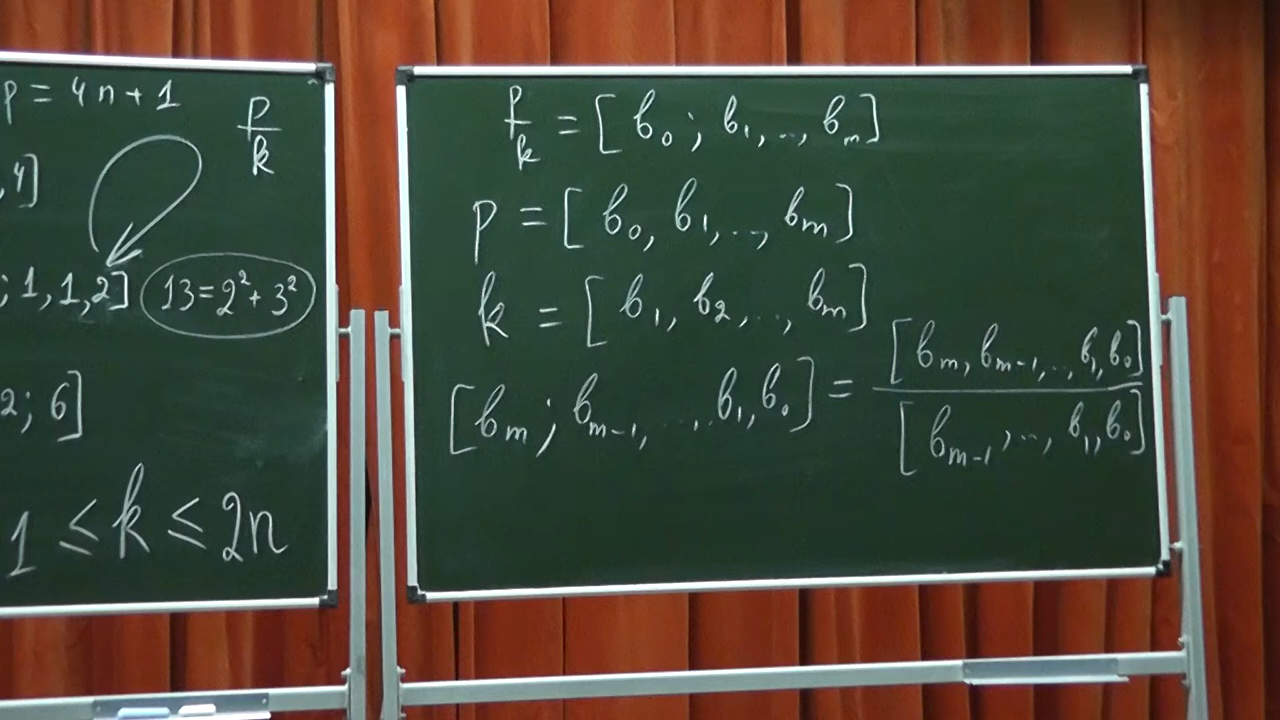 p = 4n + 1
p/k
, 4]
; 1, 1, 2] 13 = 2² + 3²
2; 6]
1 ≤ k ≤ 2n
p/k = [b₀; b₁, .., bₘ]
p = [b₀, b₁, .., bₘ]
k = [b₁, b₂, .., bₘ]
[bₘ; bₘ₋₁, ..., b₁, b₀] = [bₘ, bₘ₋₁, .., b₁, b₀] / [bₘ₋₁, .., b₁, b₀]